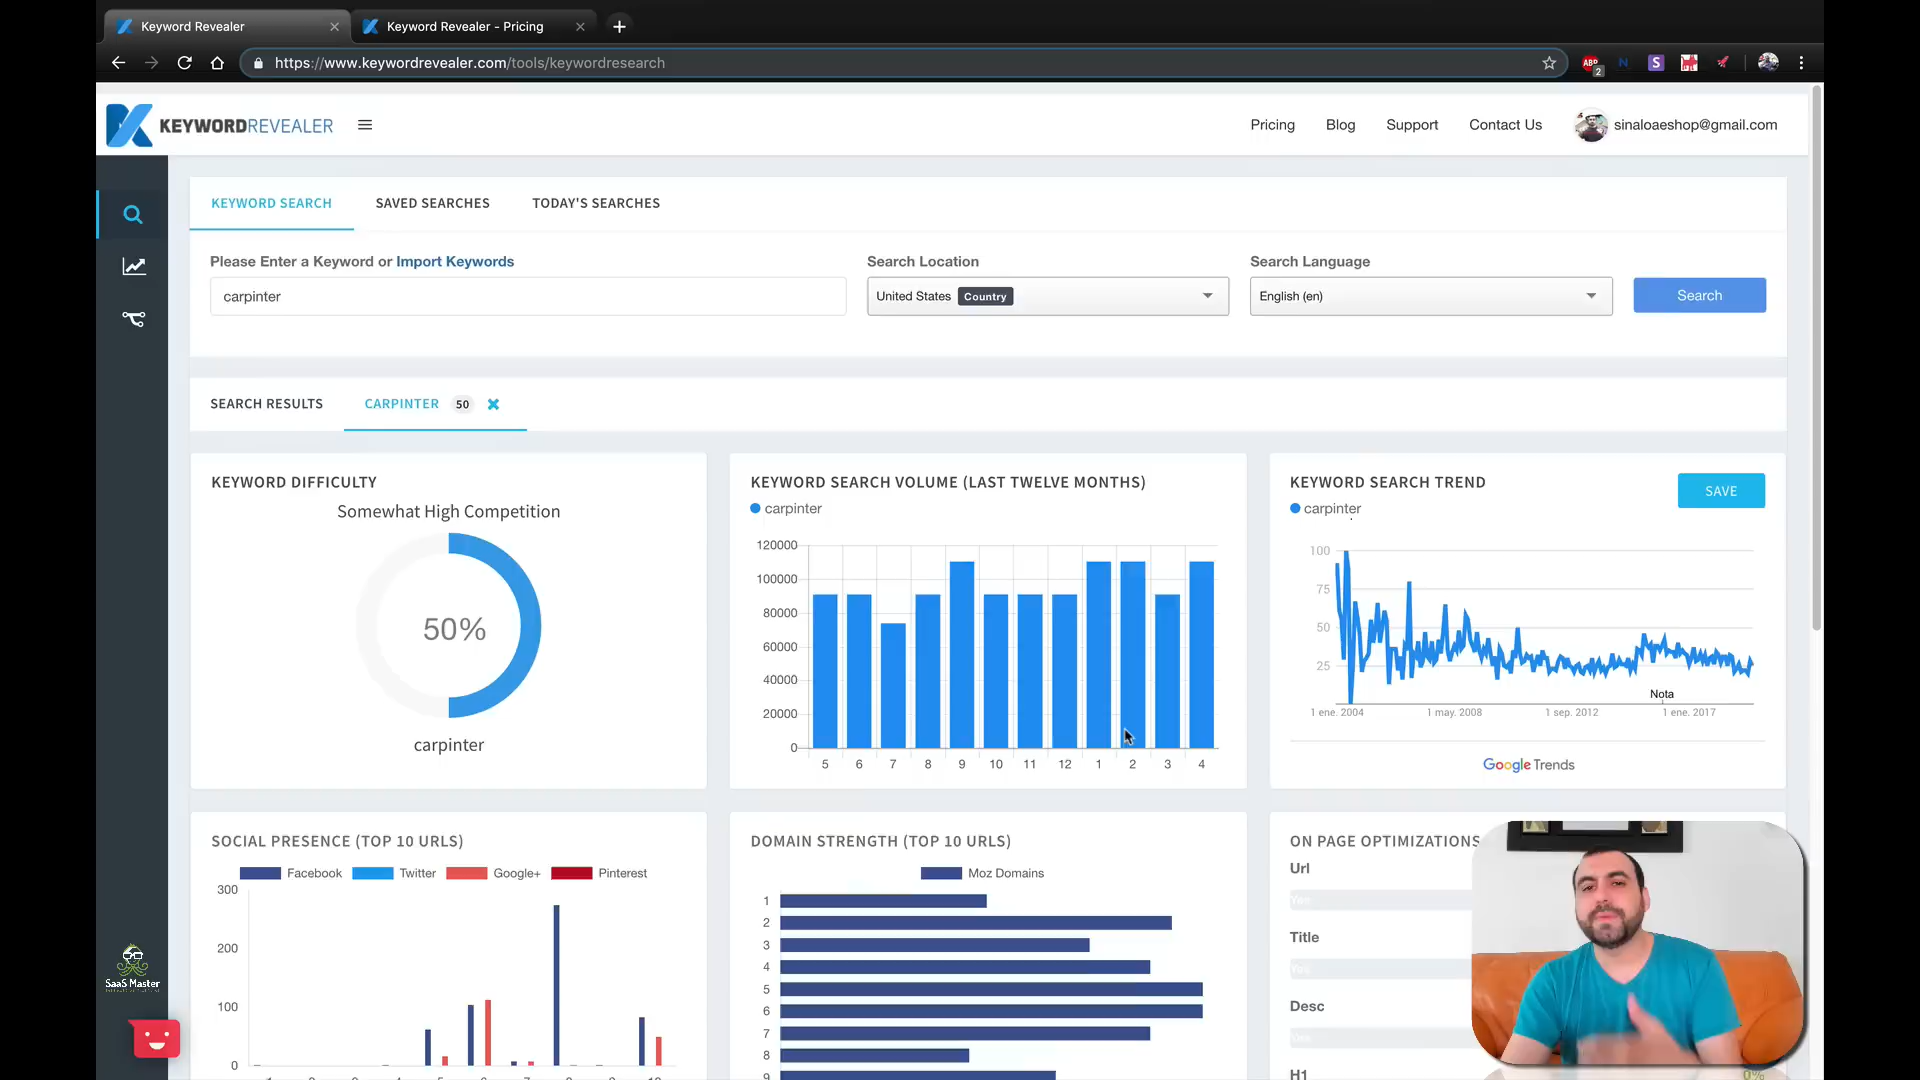 Keyword Revealer
Keyword Revealer - Pricing
https://www.keywordrevealer.com/tools/keywordresearch
ABP
2
N
S
KEYWORDREVEALER
Pricing
Blog
Support
Contact Us
sinaloaeshop@gmail.com
KEYWORD SEARCH
SAVED SEARCHES
TODAY'S SEARCHES
Please Enter a Keyword or Import Keywords
Search Location
Search Language
carpinter
United States Country
English (en)
Search
SEARCH RESULTS
CARPINTER 50
KEYWORD DIFFICULTY
Somewhat High Competition
50%
carpinter
KEYWORD SEARCH VOLUME (LAST TWELVE MONTHS)
carpinter
120000
100000
80000
60000
40000
20000
0
5 6 7 8 9 10 11 12 1 2 3 4
KEYWORD SEARCH TREND
SAVE
carpinter
100
75
50
25
Nota
1 ene. 2004 1 may. 2008 1 sep. 2012 1 ene. 2017
Google Trends
SOCIAL PRESENCE (TOP 10 URLS)
Facebook Twitter Google+ Pinterest
300
200
100
0
DOMAIN STRENGTH (TOP 10 URLS)
Moz Domains
1
2
3
4
5
6
7
8
9
ON PAGE OPTIMIZATIONS
Url
Yes
Title
Yes
Desc
Yes
H1
0%
SaaS Master